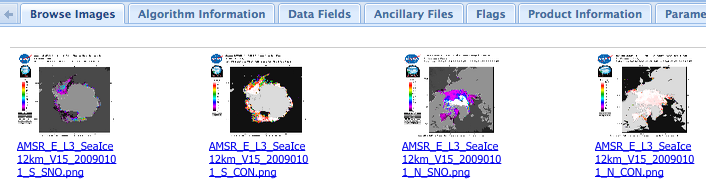 Browse Images Algorithm Information Data Fields Ancillary Files Flags Product Information Parame
AMSR_E_L3_SeaIce AMSR_E_L3_SeaIce AMSR_E_L3_SeaIce AMSR_E_L3_SeaIce
12km_V15_2009010 12km_V15_2009010 12km_V15_2009010 12km_V15_2009010
1_S_SNO.png 1_S_CON.png 1_N_SNO.png 1_N_CON.png